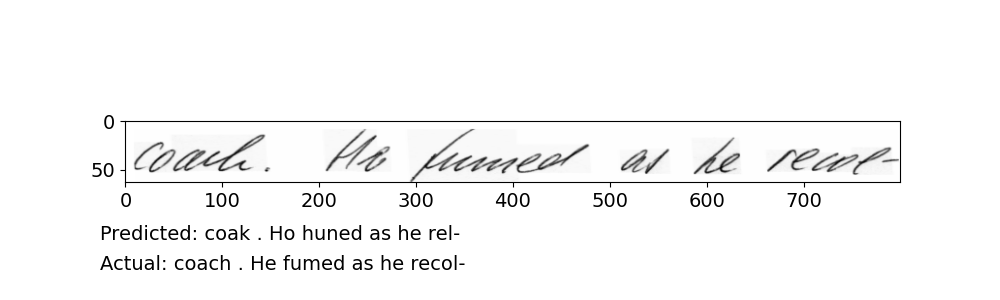 0
50
coach. He fumed as he recol-
0 100 200 300 400 500 600 700
Predicted: coak . Ho huned as he rel-
Actual: coach . He fumed as he recol-